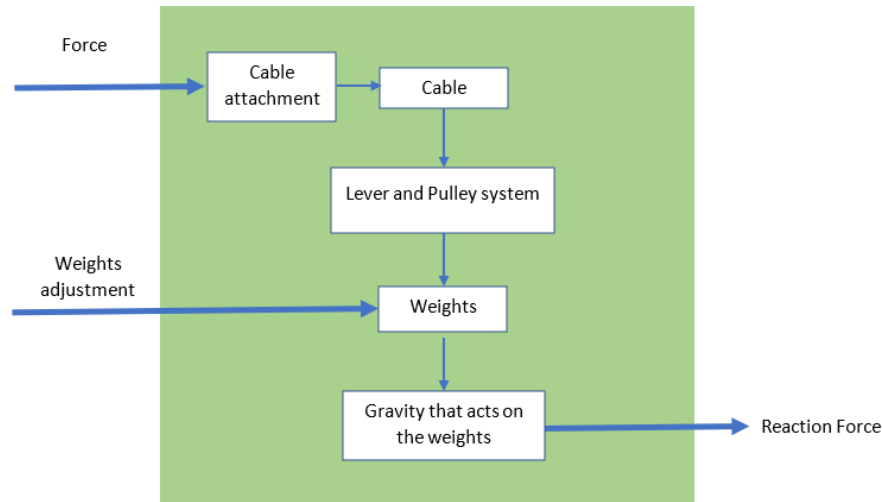 Force
Cable
attachment
Cable
Lever and Pulley system
Weights
adjustment
Weights
Gravity that acts on
the weights
Reaction Force